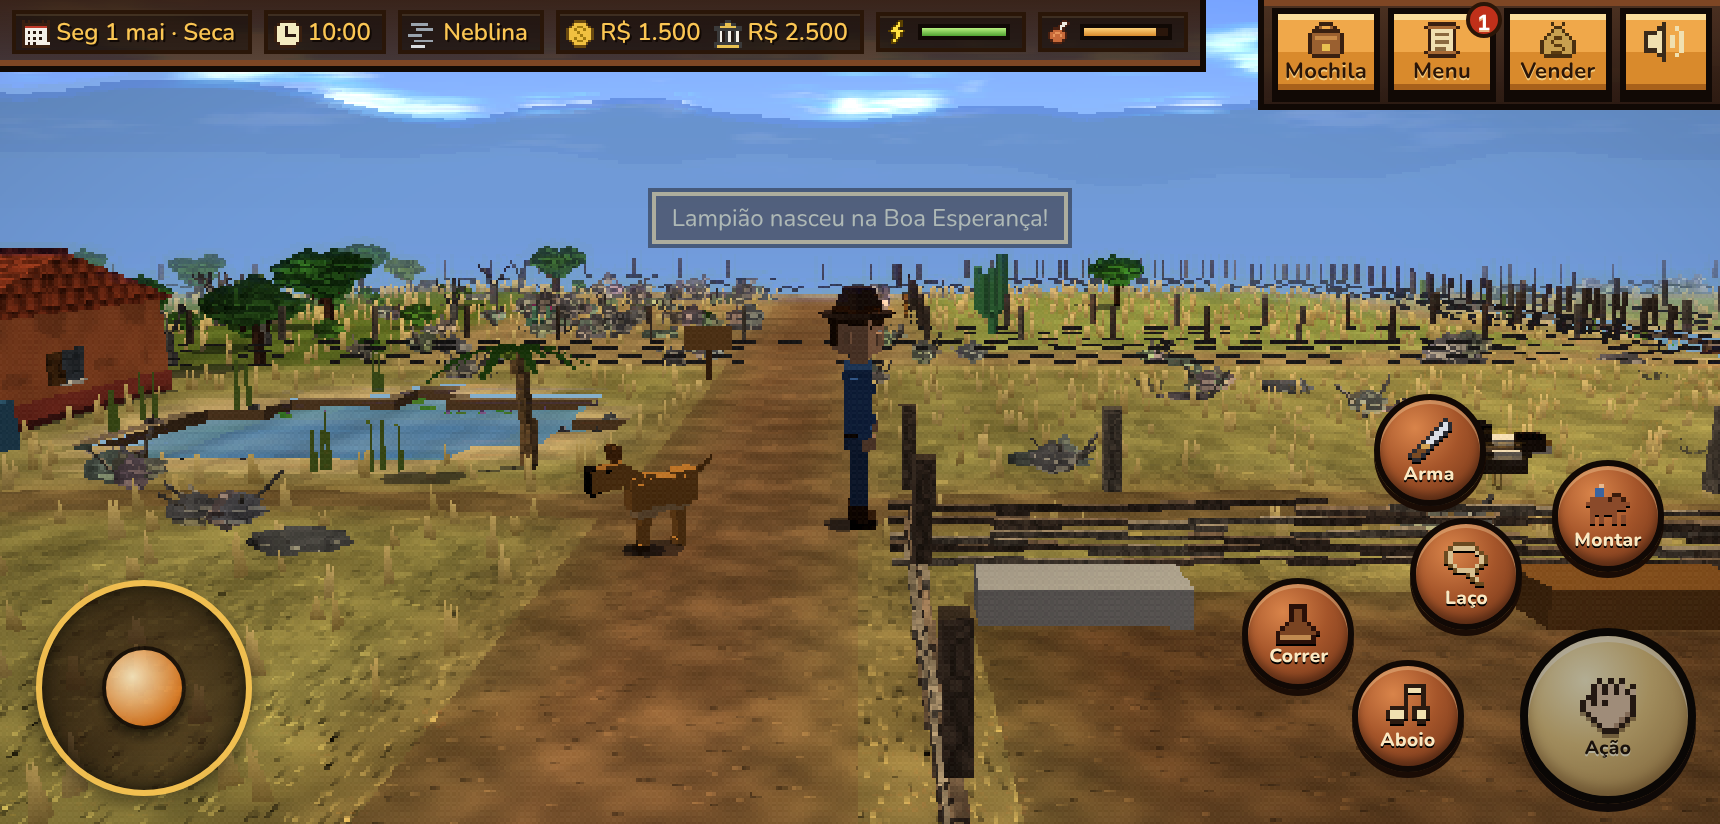 Seg 1 mai · Seca
10:00
Neblina
R$ 1.500
R$ 2.500
Mochila
Menu
1
Vender
Lampião nasceu na Boa Esperança!
Arma
Montar
Laço
Correr
Aboio
Ação